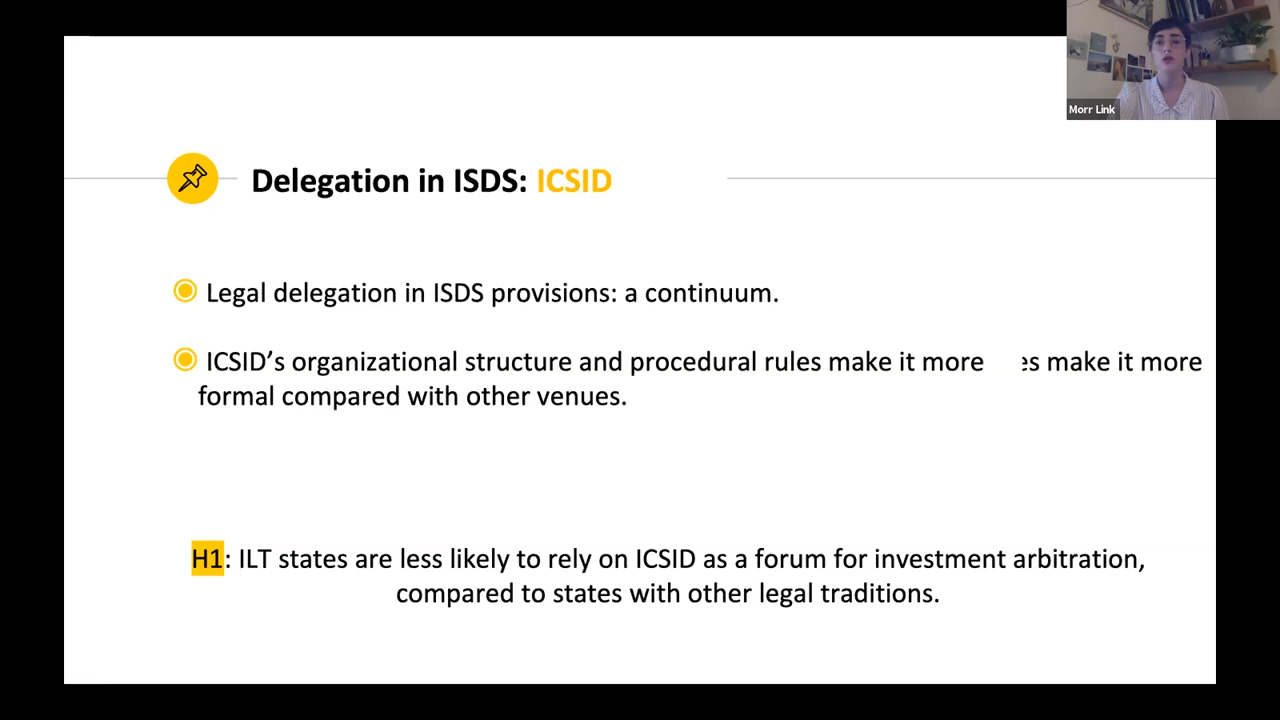 Morr Link
Delegation in ISDS: ICSID
Legal delegation in ISDS provisions: a continuum.
ICSID’s organizational structure and procedural rules make it more es make it more
formal compared with other venues.
H1: ILT states are less likely to rely on ICSID as a forum for investment arbitration,
compared to states with other legal traditions.